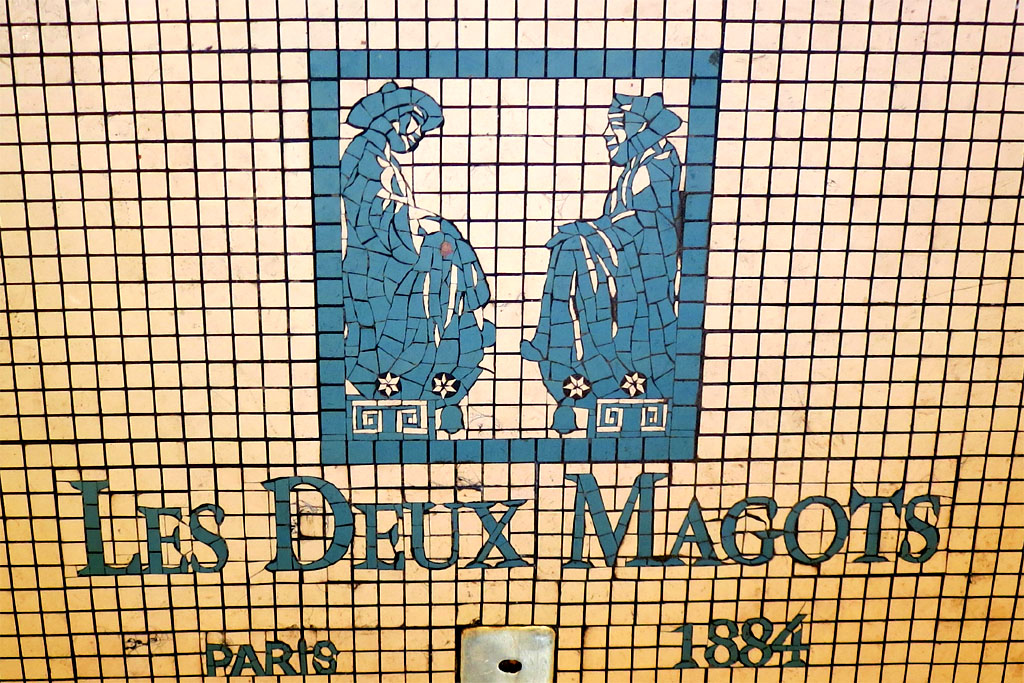 LES DEUX MAGOTS
PARIS 1884